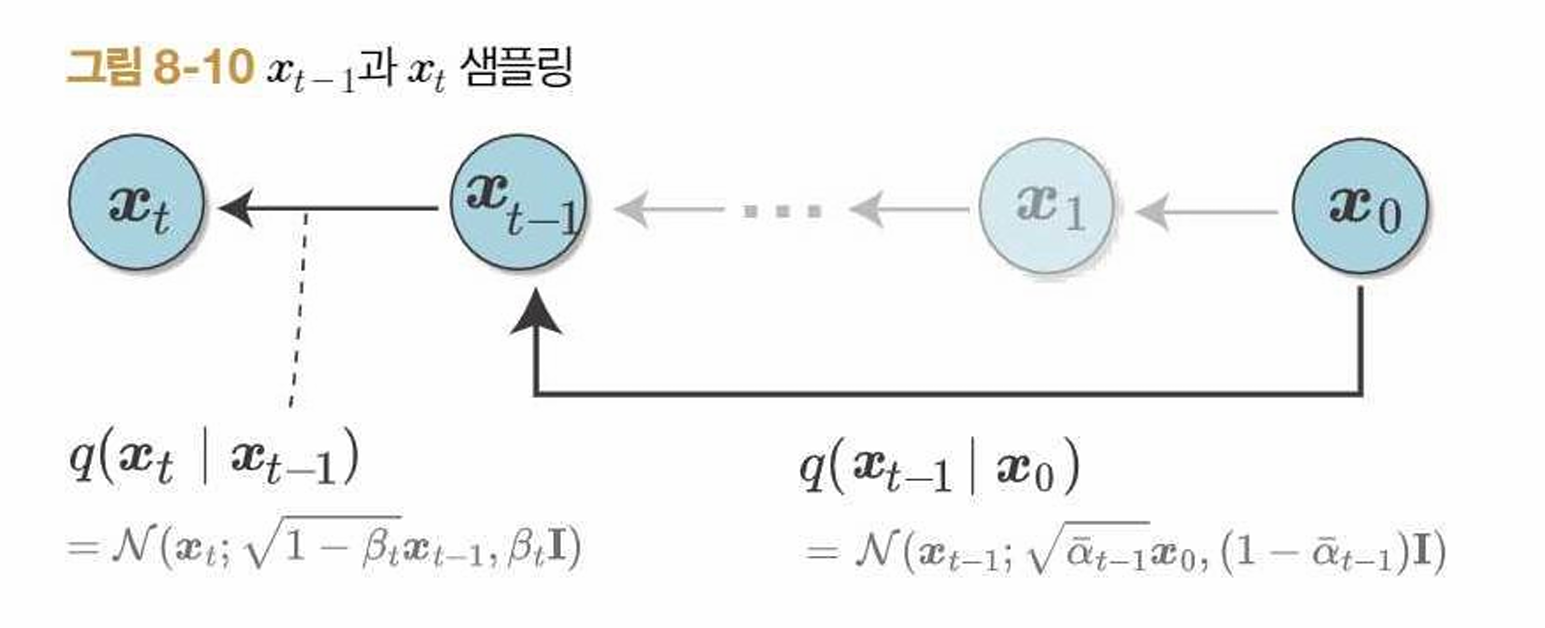 그림 8-10 x_{t-1}과 x_t 샘플링
x_t x_{t-1} ... x_1 x_0
q(x_t | x_{t-1}) q(x_{t-1} | x_0)
= N(x_t; √(1 − β_t)x_{t-1}, β_tI) = N(x_{t-1}; √(ᾱ_{t-1})x_0, (1 − ᾱ_{t-1})I)